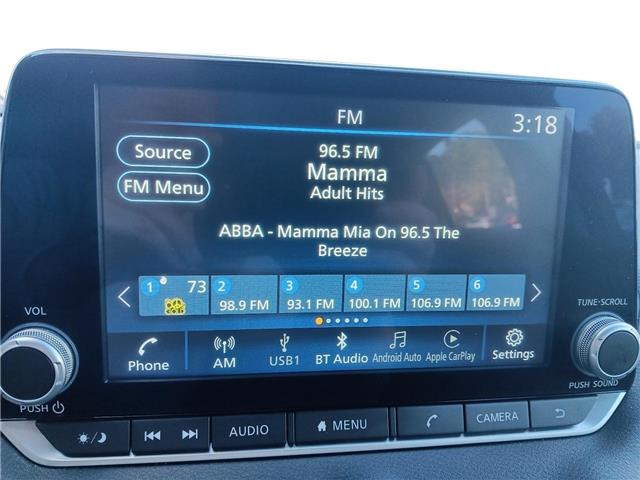 FM
3:18
Source
96.5 FM
Mamma
FM Menu
Adult Hits
ABBA - Mamma Mia On 96.5 The
Breeze
1 73
2 98.9 FM
3 93.1 FM
4 100.1 FM
5 106.9 FM
6 106.9 FM
VOL
TUNE·SCROLL
Phone
AM
USB1
BT Audio
Android Auto
Apple CarPlay
Settings
PUSH
PUSH SOUND
AUDIO
MENU
CAMERA